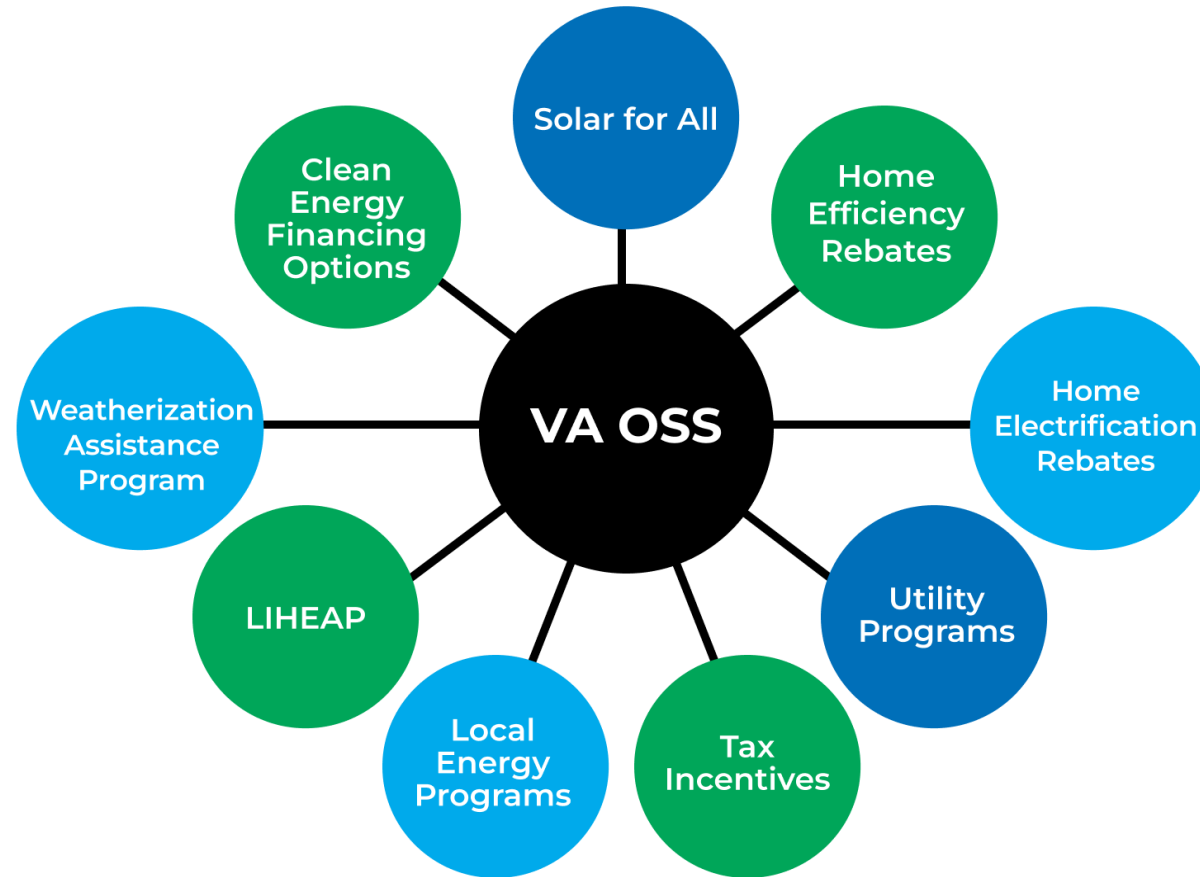 Solar for All
Home
Efficiency
Rebates
Home
Electrification
Rebates
Utility
Programs
Tax
Incentives
Local
Energy
Programs
LIHEAP
Weatherization
Assistance
Program
Clean
Energy
Financing
Options
VA OSS